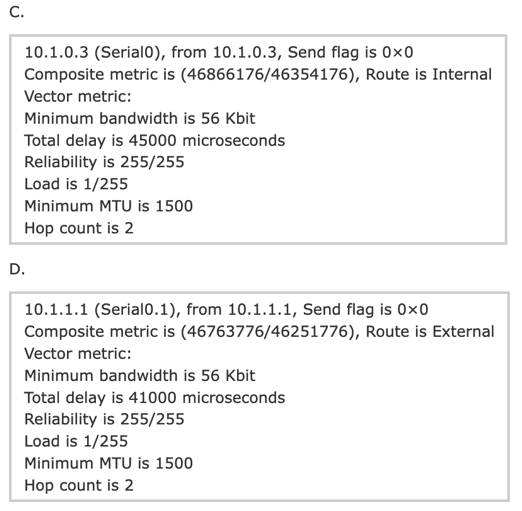 C.
10.1.0.3 (Serial0), from 10.1.0.3, Send flag is 0×0
Composite metric is (46866176/46354176), Route is Internal
Vector metric:
Minimum bandwidth is 56 Kbit
Total delay is 45000 microseconds
Reliability is 255/255
Load is 1/255
Minimum MTU is 1500
Hop count is 2
D.
10.1.1.1 (Serial0.1), from 10.1.1.1, Send flag is 0×0
Composite metric is (46763776/46251776), Route is External
Vector metric:
Minimum bandwidth is 56 Kbit
Total delay is 41000 microseconds
Reliability is 255/255
Load is 1/255
Minimum MTU is 1500
Hop count is 2